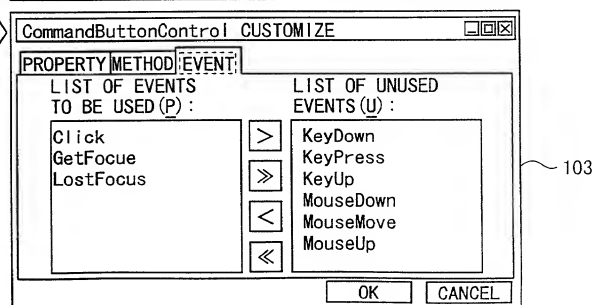 CommandButtonControl CUSTOMIZE
PROPERTY METHOD EVENT
LIST OF EVENTS
TO BE USED(P):
LIST OF UNUSED
EVENTS(U):
Click
GetFocue
LostFocus
>
≫
<
≪
KeyDown
KeyPress
KeyUp
MouseDown
MouseMove
MouseUp
103
OK CANCEL